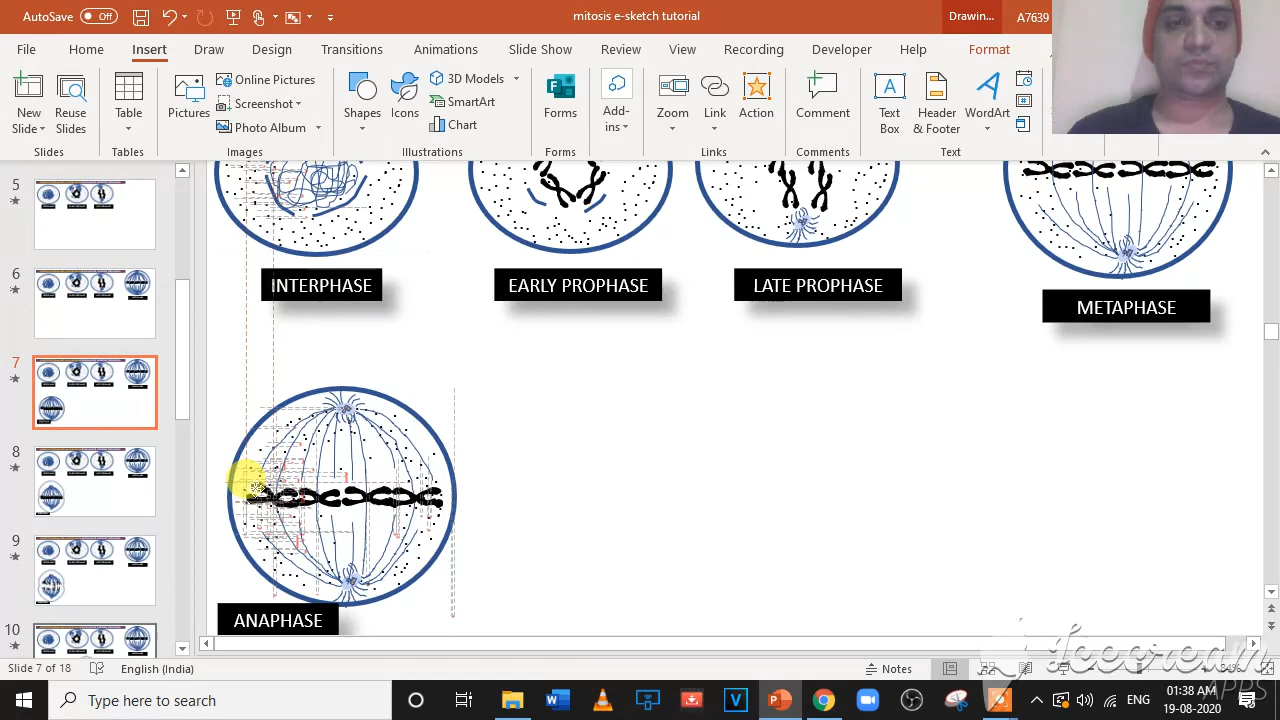 AutoSave Off mitosis e-sketch tutorial Drawin... A7639
File Home Insert Draw Design Transitions Animations Slide Show Review View Recording Developer Help Format
New Slide
Reuse Slides
Table
Pictures
Online Pictures
Screenshot
Photo Album
Shapes
Icons
3D Models
SmartArt
Chart
Forms
Add-ins
Zoom
Link
Action
Comment
Text Box
Header & Footer
WordArt
Slides Tables Images Illustrations Forms Links Comments Text
5
6
7
8
9
10
INTERPHASE
EARLY PROPHASE
LATE PROPHASE
METAPHASE
ANAPHASE
Slide 7 of 18 English (India) Notes
Type here to search
ENG
01:38 AM
19-08-2020
APPS